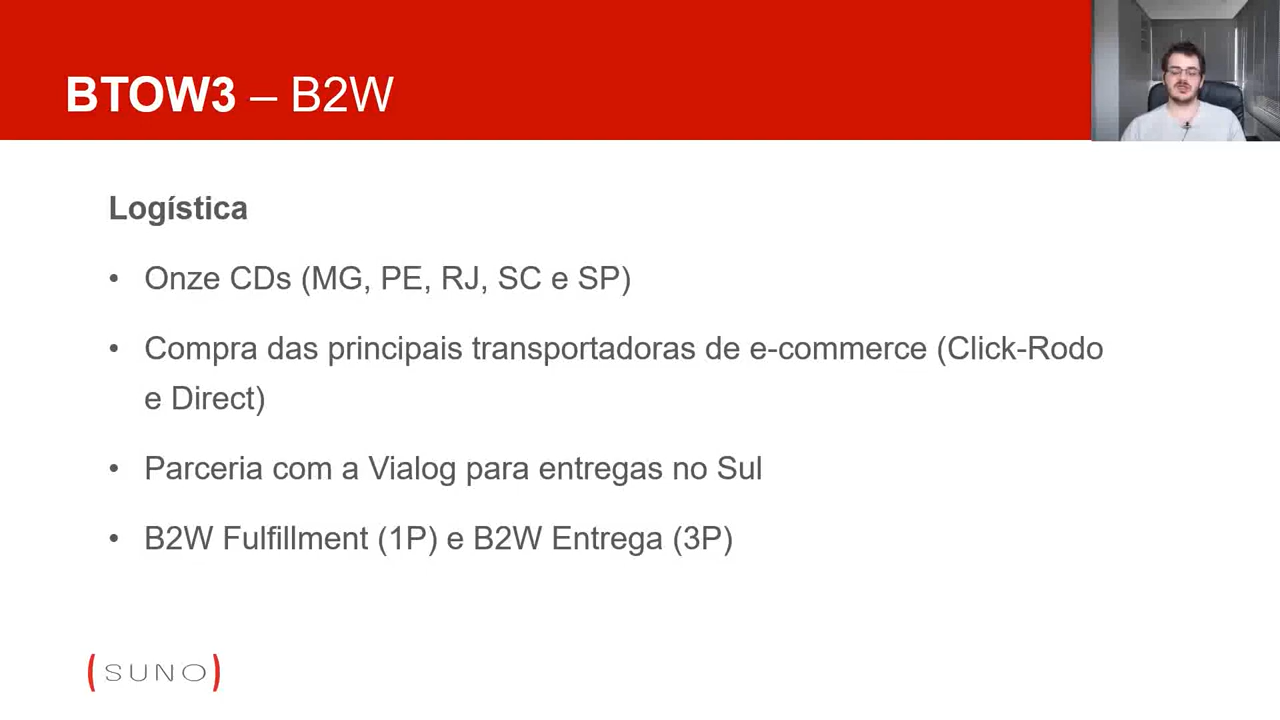 BTOW3 – B2W
Logística
• Onze CDs (MG, PE, RJ, SC e SP)
• Compra das principais transportadoras de e-commerce (Click-Rodo
e Direct)
• Parceria com a Vialog para entregas no Sul
• B2W Fulfillment (1P) e B2W Entrega (3P)
(SUNO)